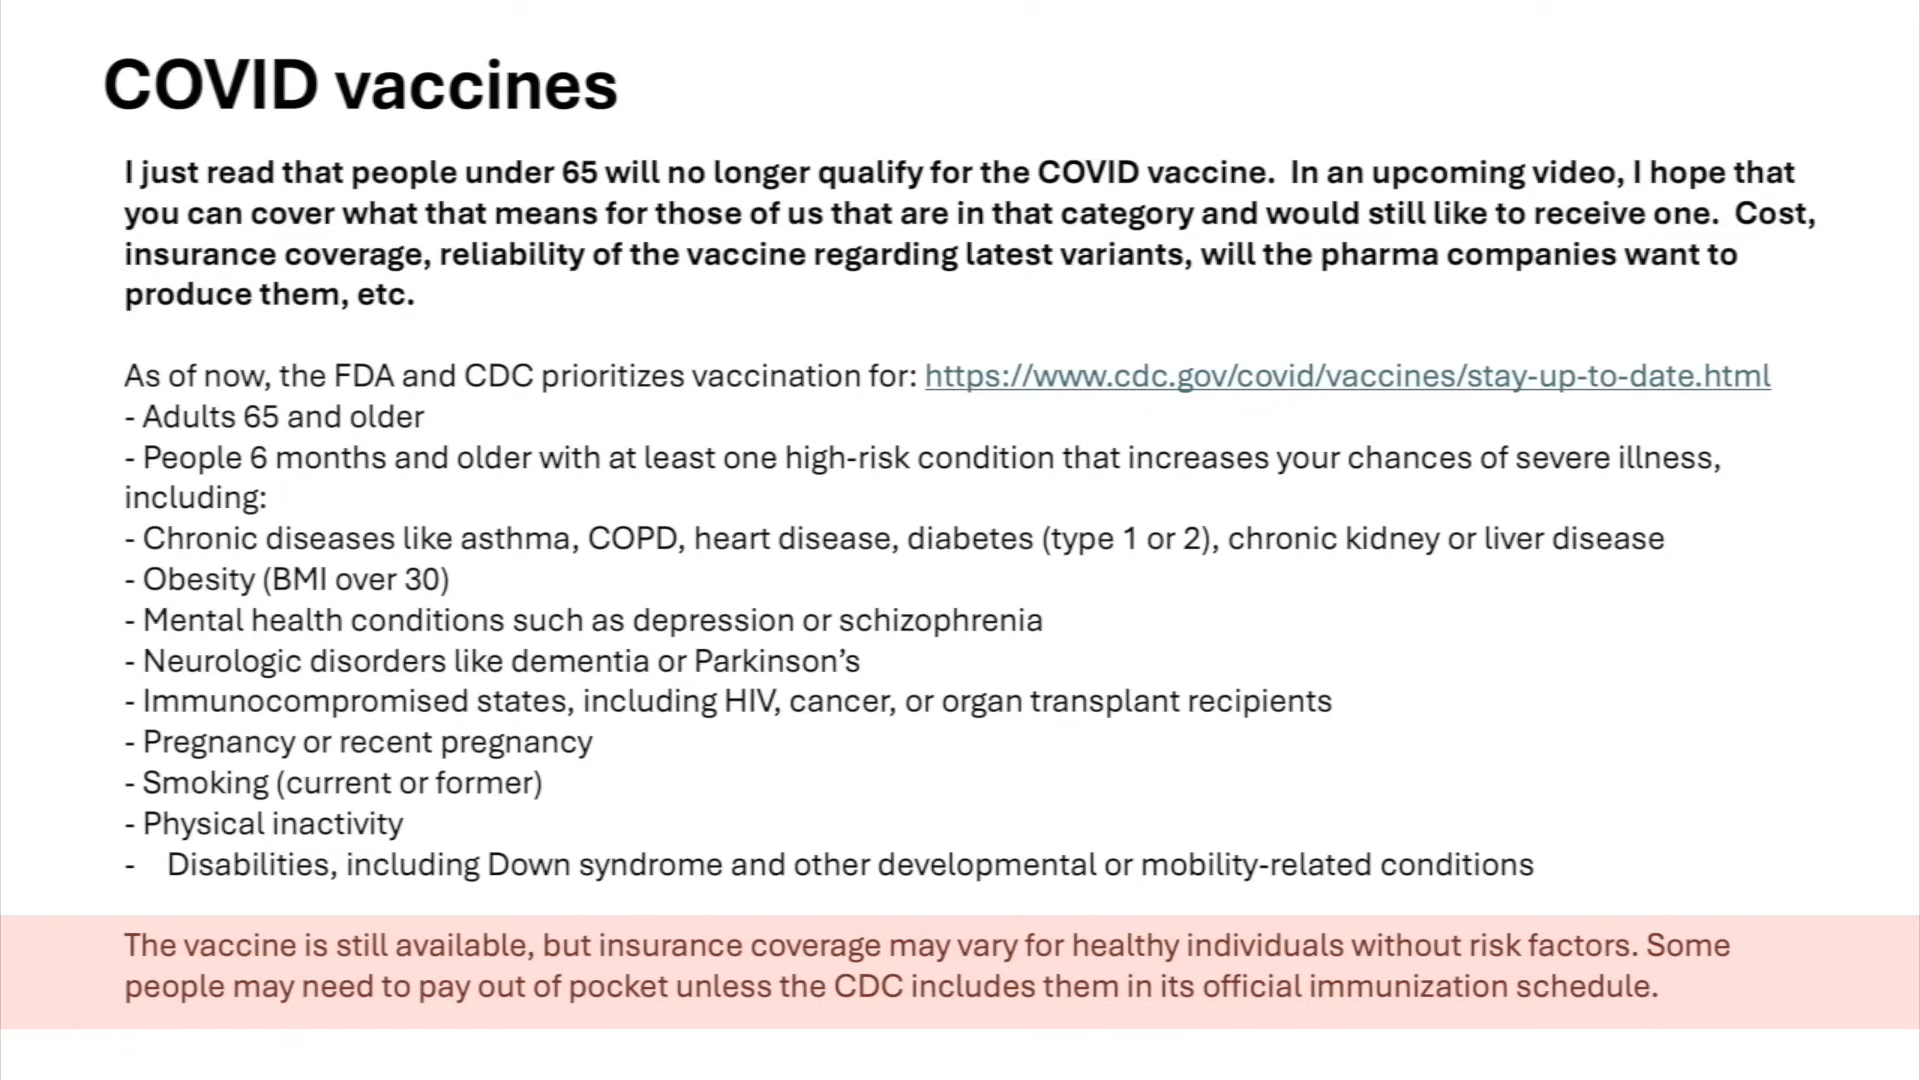 COVID vaccines
I just read that people under 65 will no longer qualify for the COVID vaccine.  In an upcoming video, I hope that
you can cover what that means for those of us that are in that category and would still like to receive one.  Cost,
insurance coverage, reliability of the vaccine regarding latest variants, will the pharma companies want to
produce them, etc.
As of now, the FDA and CDC prioritizes vaccination for: https://www.cdc.gov/covid/vaccines/stay-up-to-date.html
- Adults 65 and older
- People 6 months and older with at least one high-risk condition that increases your chances of severe illness,
including:
- Chronic diseases like asthma, COPD, heart disease, diabetes (type 1 or 2), chronic kidney or liver disease
- Obesity (BMI over 30)
- Mental health conditions such as depression or schizophrenia
- Neurologic disorders like dementia or Parkinson’s
- Immunocompromised states, including HIV, cancer, or organ transplant recipients
- Pregnancy or recent pregnancy
- Smoking (current or former)
- Physical inactivity
- Disabilities, including Down syndrome and other developmental or mobility-related conditions
The vaccine is still available, but insurance coverage may vary for healthy individuals without risk factors. Some
people may need to pay out of pocket unless the CDC includes them in its official immunization schedule.